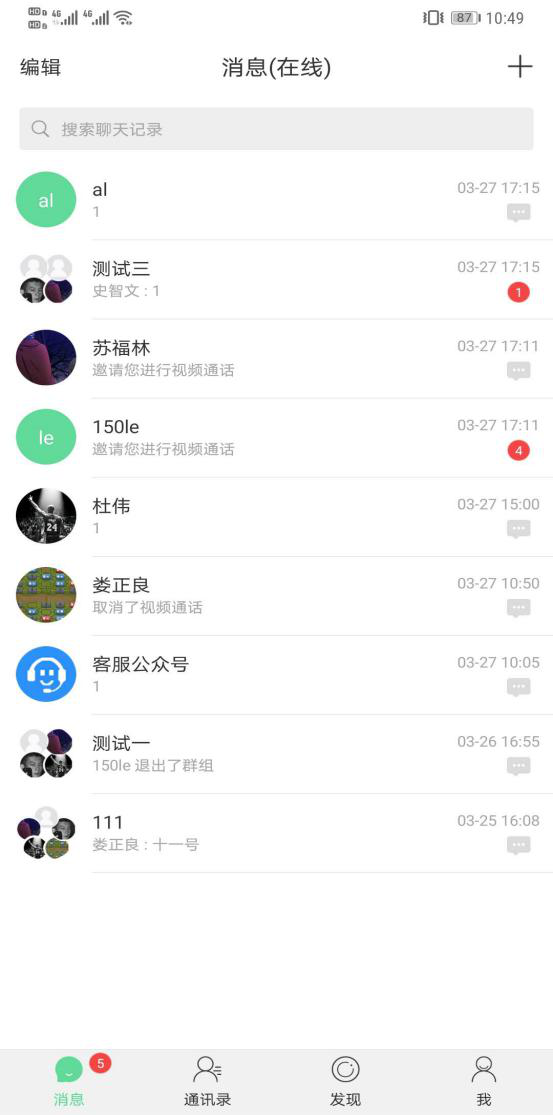 HD 1 4G 4G 87 10:49
HD 2
编辑 消息(在线)
搜索聊天记录
al al 03-27 17:15
1
测试三 03-27 17:15
史智文 : 1 1
苏福林 03-27 17:11
邀请您进行视频通话
le 150le 03-27 17:11
邀请您进行视频通话 4
杜伟 03-27 15:00
24 1
娄正良 03-27 10:50
取消了视频通话
客服公众号 03-27 10:05
1
测试一 03-26 16:55
150le 退出了群组
111 03-25 16:08
娄正良 : 十一号
5
消息 通讯录 发现 我